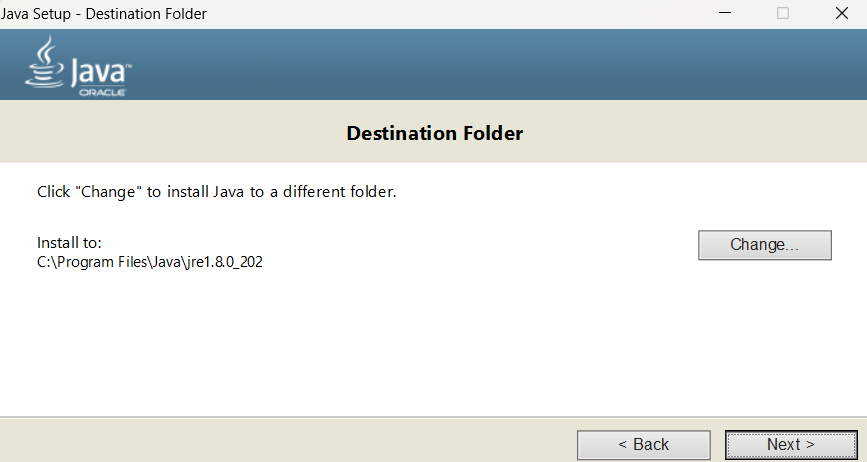 Java Setup - Destination Folder
Java™
ORACLE
Destination Folder
Click "Change" to install Java to a different folder.
Install to:
Change...
C:\Program Files\Java\jre1.8.0_202
< Back
Next >